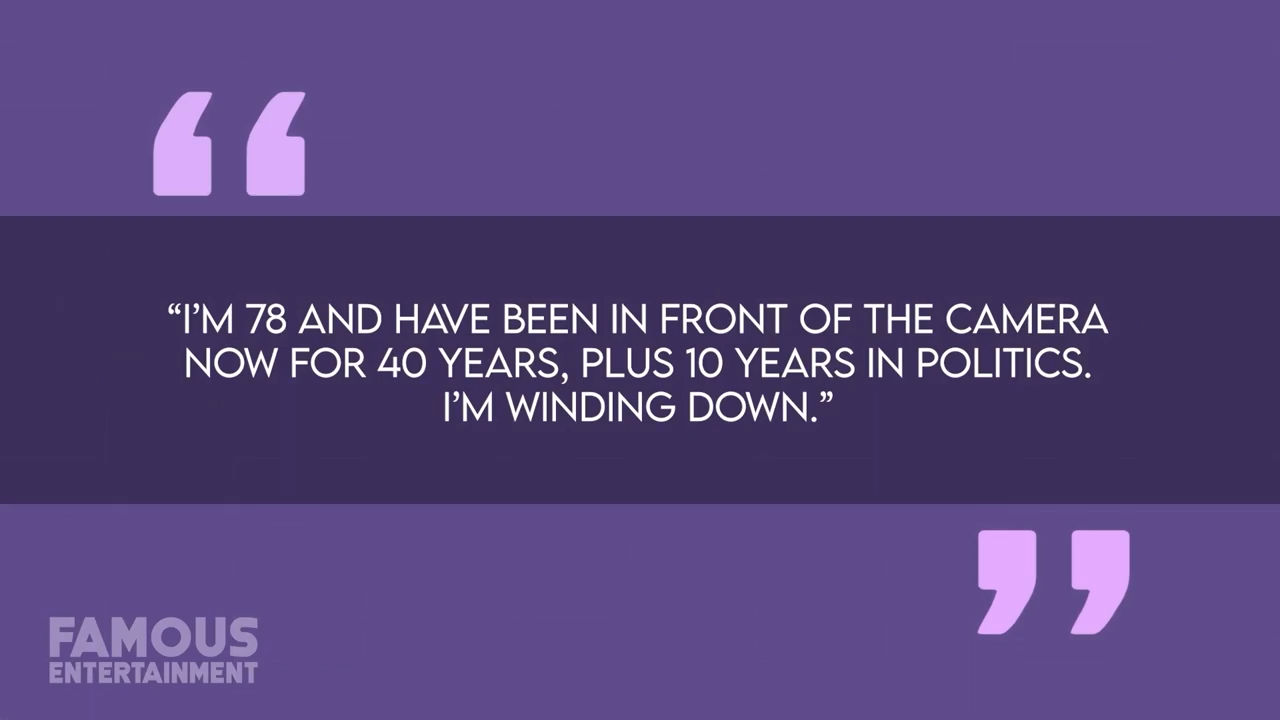 “I’M 78 AND HAVE BEEN IN FRONT OF THE CAMERA
NOW FOR 40 YEARS, PLUS 10 YEARS IN POLITICS.
I’M WINDING DOWN.”
FAMOUS
ENTERTAINMENT